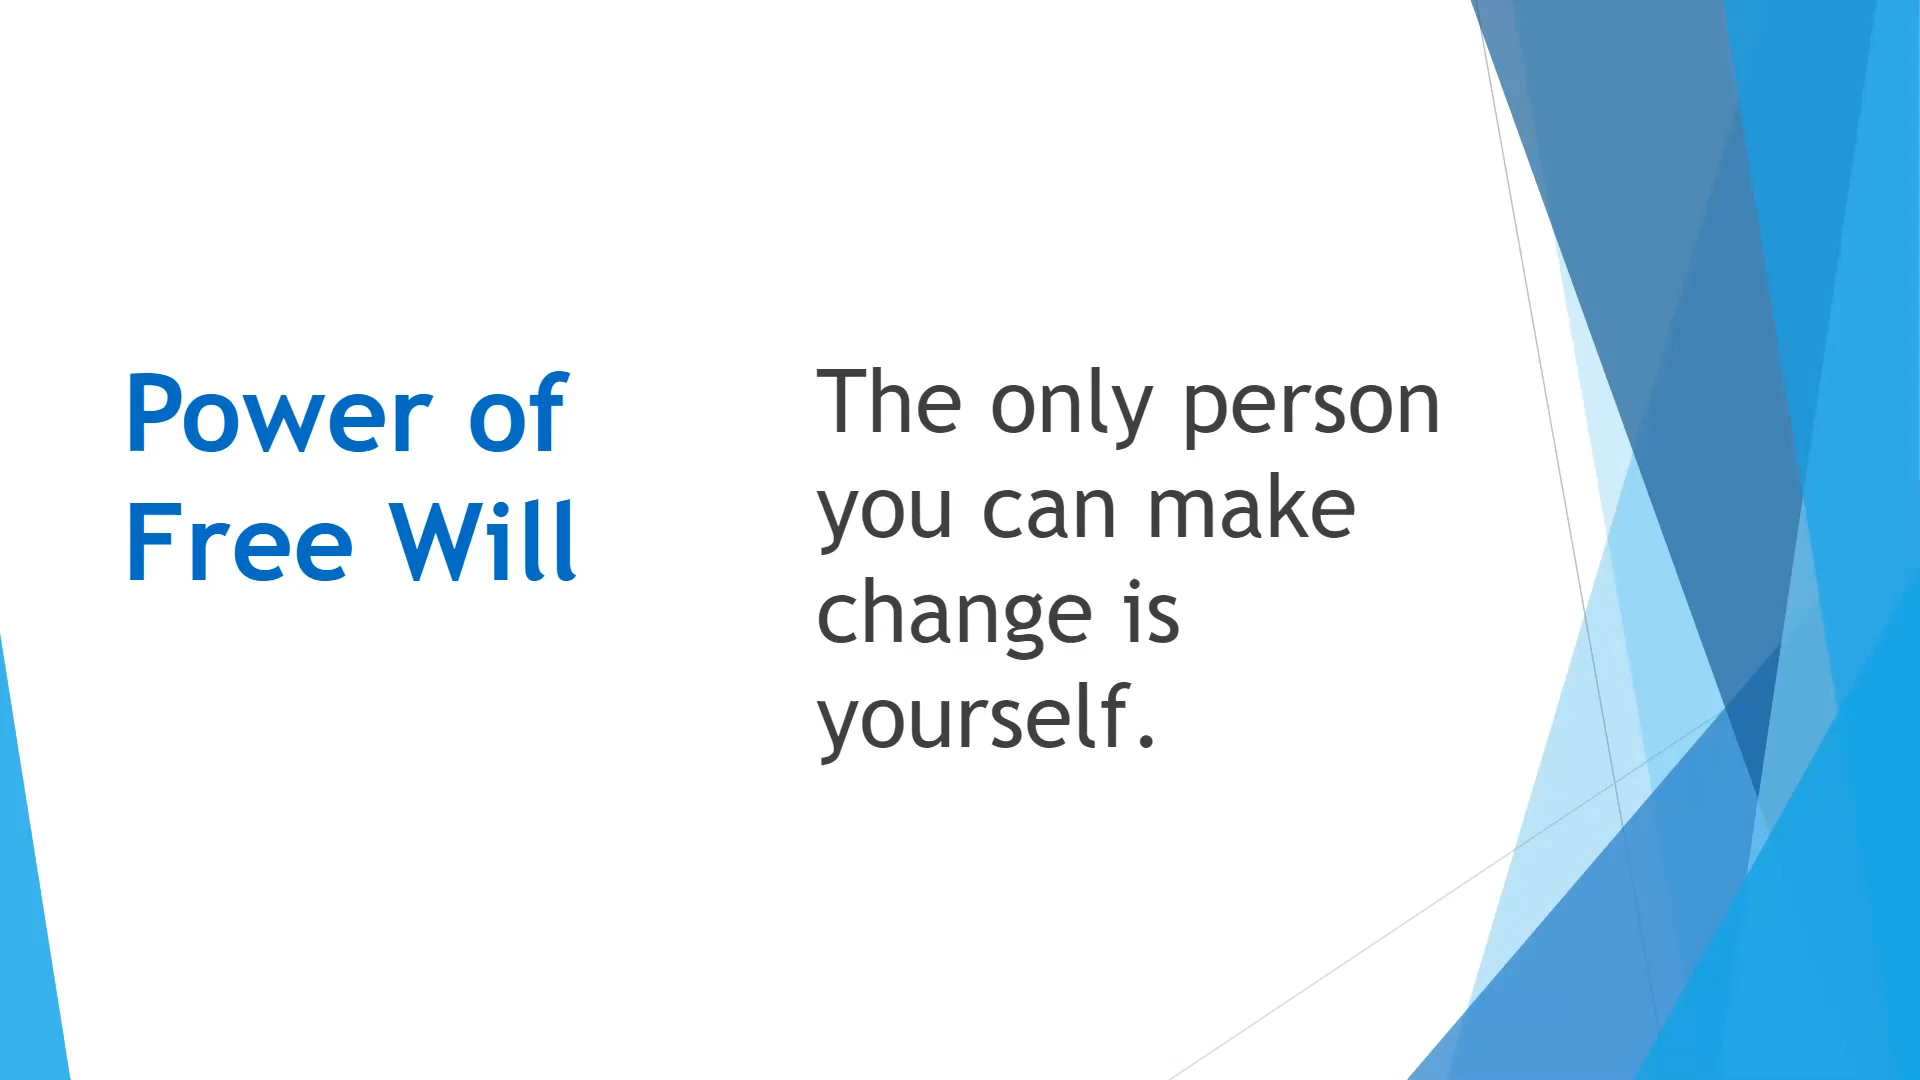 Power of
Free Will
The only person
you can make
change is
yourself.